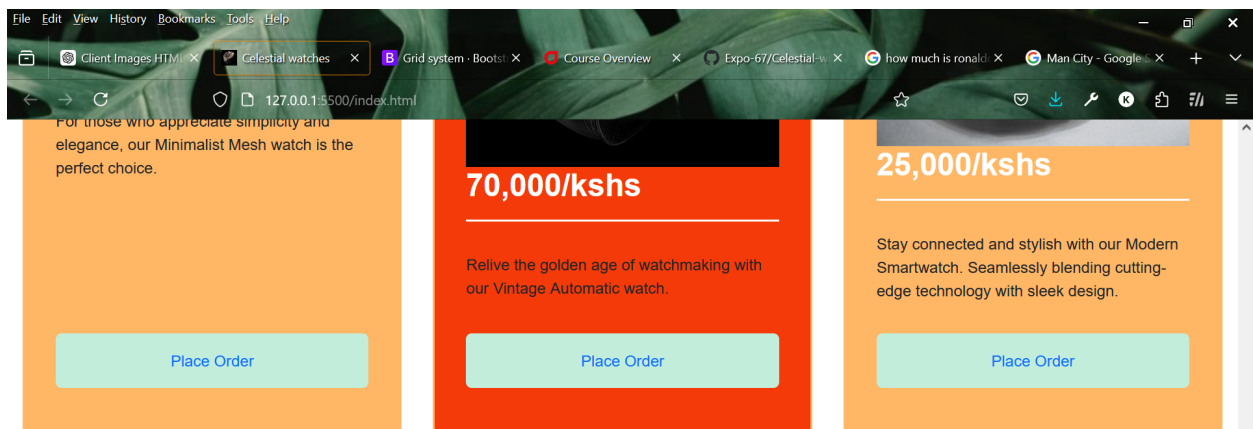 File Edit View History Bookmarks Tools Help
Client Images HTML Celestial watches Grid system · Bootst Course Overview Expo-67/Celestial-w how much is ronald Man City - Google S
127.0.0.1:5500/index.html
For those who appreciate simplicity and
elegance, our Minimalist Mesh watch is the
perfect choice.
Place Order
70,000/kshs
Relive the golden age of watchmaking with
our Vintage Automatic watch.
Place Order
25,000/kshs
Stay connected and stylish with our Modern
Smartwatch. Seamlessly blending cutting-
edge technology with sleek design.
Place Order